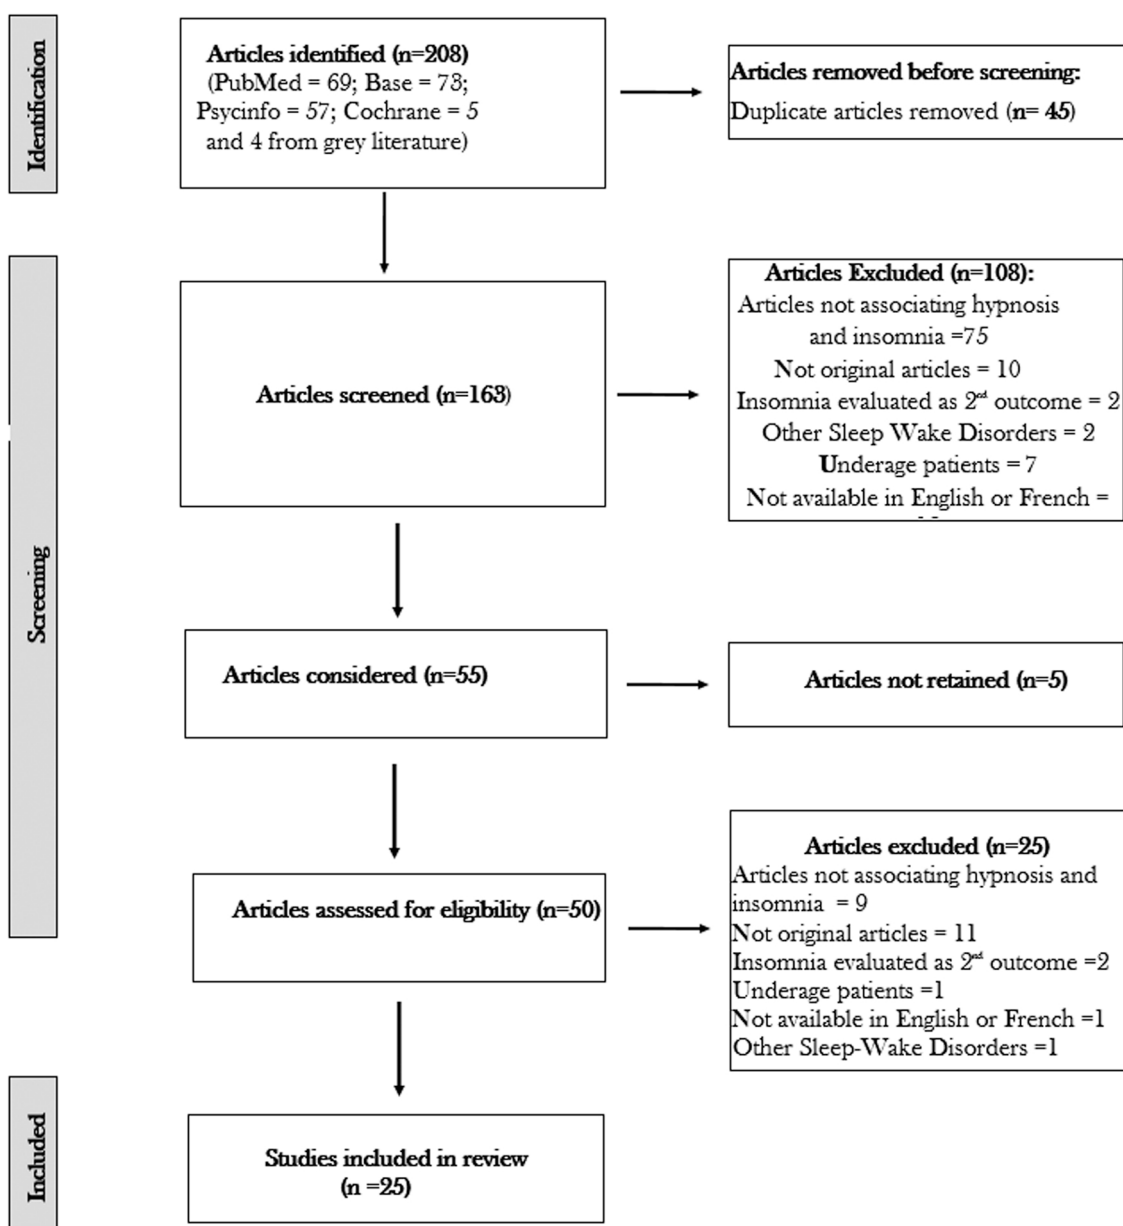 Identification
Articles identified (n=208)
(PubMed = 69; Base = 73;
Psycinfo = 57; Cochrane = 5
and 4 from grey literature)
Articles removed before screening:
Duplicate articles removed (n= 45)
Screening
Articles screened (n=163)
Articles Excluded (n=108):
Articles not associating hypnosis
and insomnia =75
Not original articles = 10
Insomnia evaluated as 2nd outcome = 2
Other Sleep Wake Disorders = 2
Underage patients = 7
Not available in English or French =
Articles considered (n=55)
Articles not retained (n=5)
Articles assessed for eligibility (n=50)
Articles excluded (n=25)
Articles not associating hypnosis and
insomnia = 9
Not original articles = 11
Insomnia evaluated as 2nd outcome =2
Underage patients =1
Not available in English or French =1
Other Sleep-Wake Disorders =1
Included
Studies included in review
(n =25)